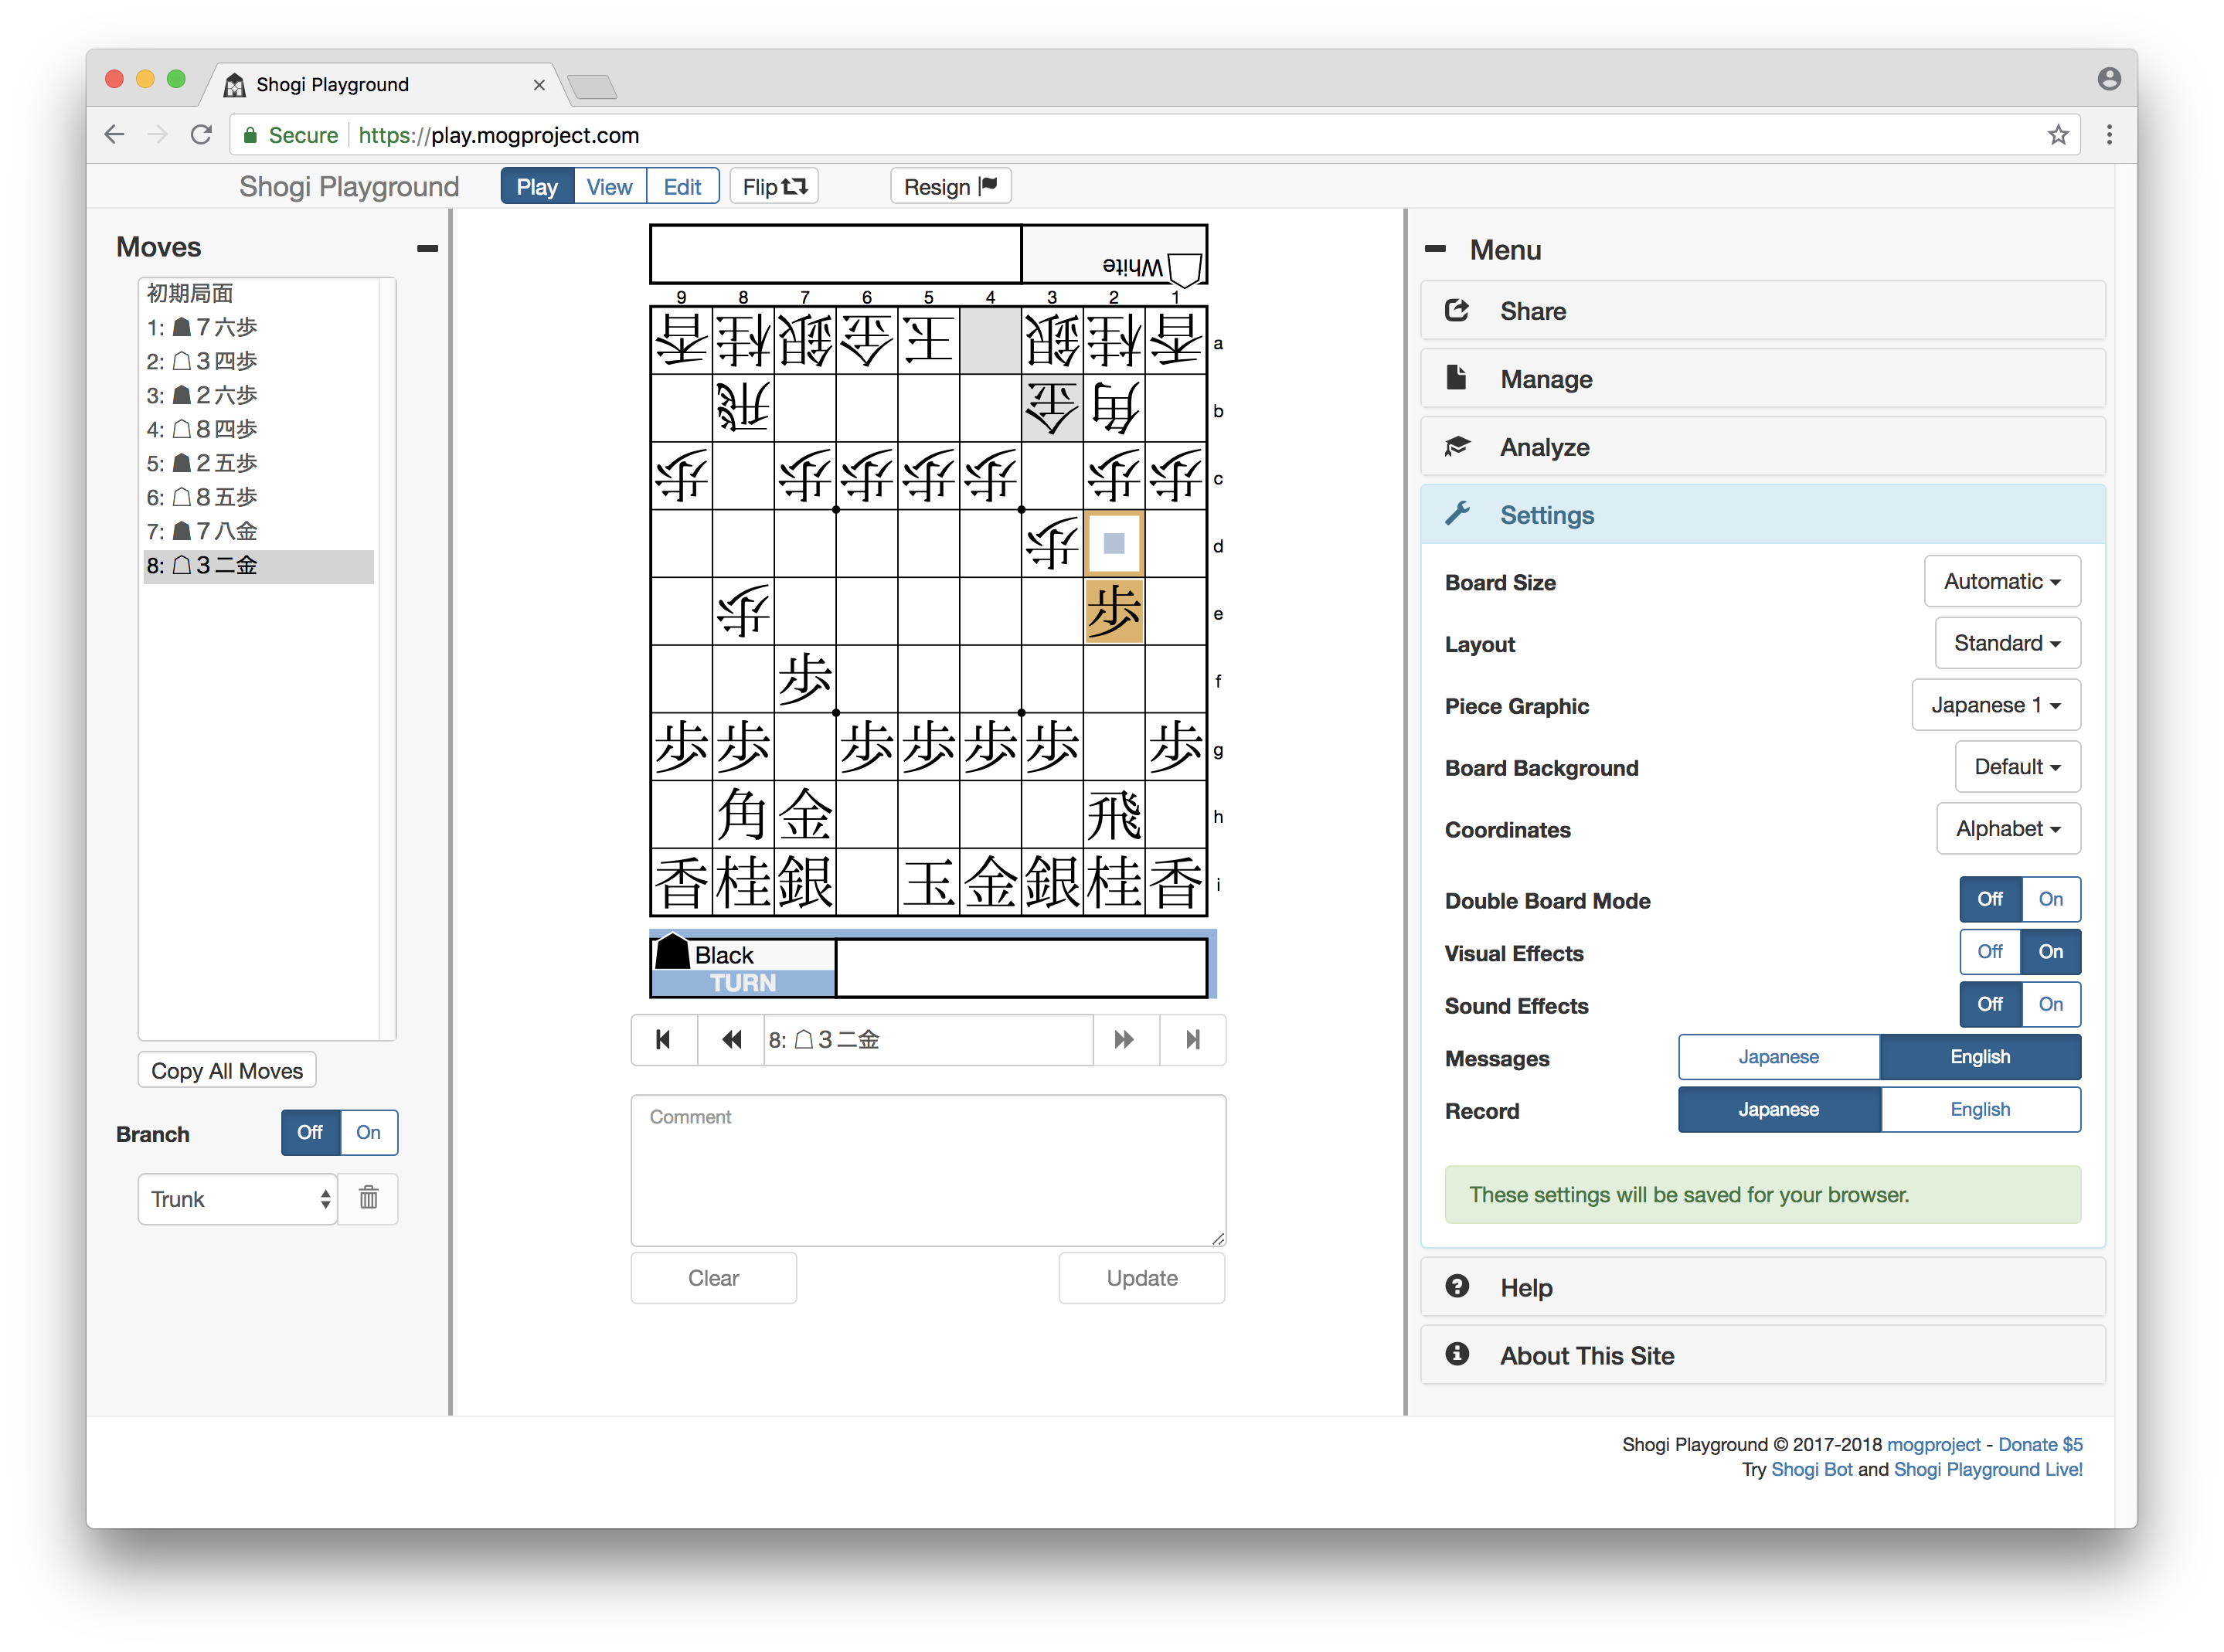 Shogi Playground
Secure https://play.mogproject.com
Shogi Playground Play View Edit Flip Resign
Moves
初期局面
1: ☗７六歩
2: ☖３四歩
3: ☗２六歩
4: ☖８四歩
5: ☗２五歩
6: ☖８五歩
7: ☗７八金
8: ☖３二金
Copy All Moves
Branch Off On
Trunk
White
9 8 7 6 5 4 3 2 1
香 桂 銀 金 王 銀 桂 香 a
飛 金 角 b
歩 歩 歩 歩 歩 歩 歩 c
歩 d
歩 歩 e
歩 f
歩 歩 歩 歩 歩 歩 歩 g
角 金 飛 h
香 桂 銀 玉 金 銀 桂 香 i
Black
TURN
8: ☖３二金
Comment
Clear Update
Menu
Share
Manage
Analyze
Settings
Board Size Automatic
Layout Standard
Piece Graphic Japanese 1
Board Background Default
Coordinates Alphabet
Double Board Mode Off On
Visual Effects Off On
Sound Effects Off On
Messages Japanese English
Record Japanese English
These settings will be saved for your browser.
Help
About This Site
Shogi Playground © 2017-2018 mogproject - Donate $5
Try Shogi Bot and Shogi Playground Live!